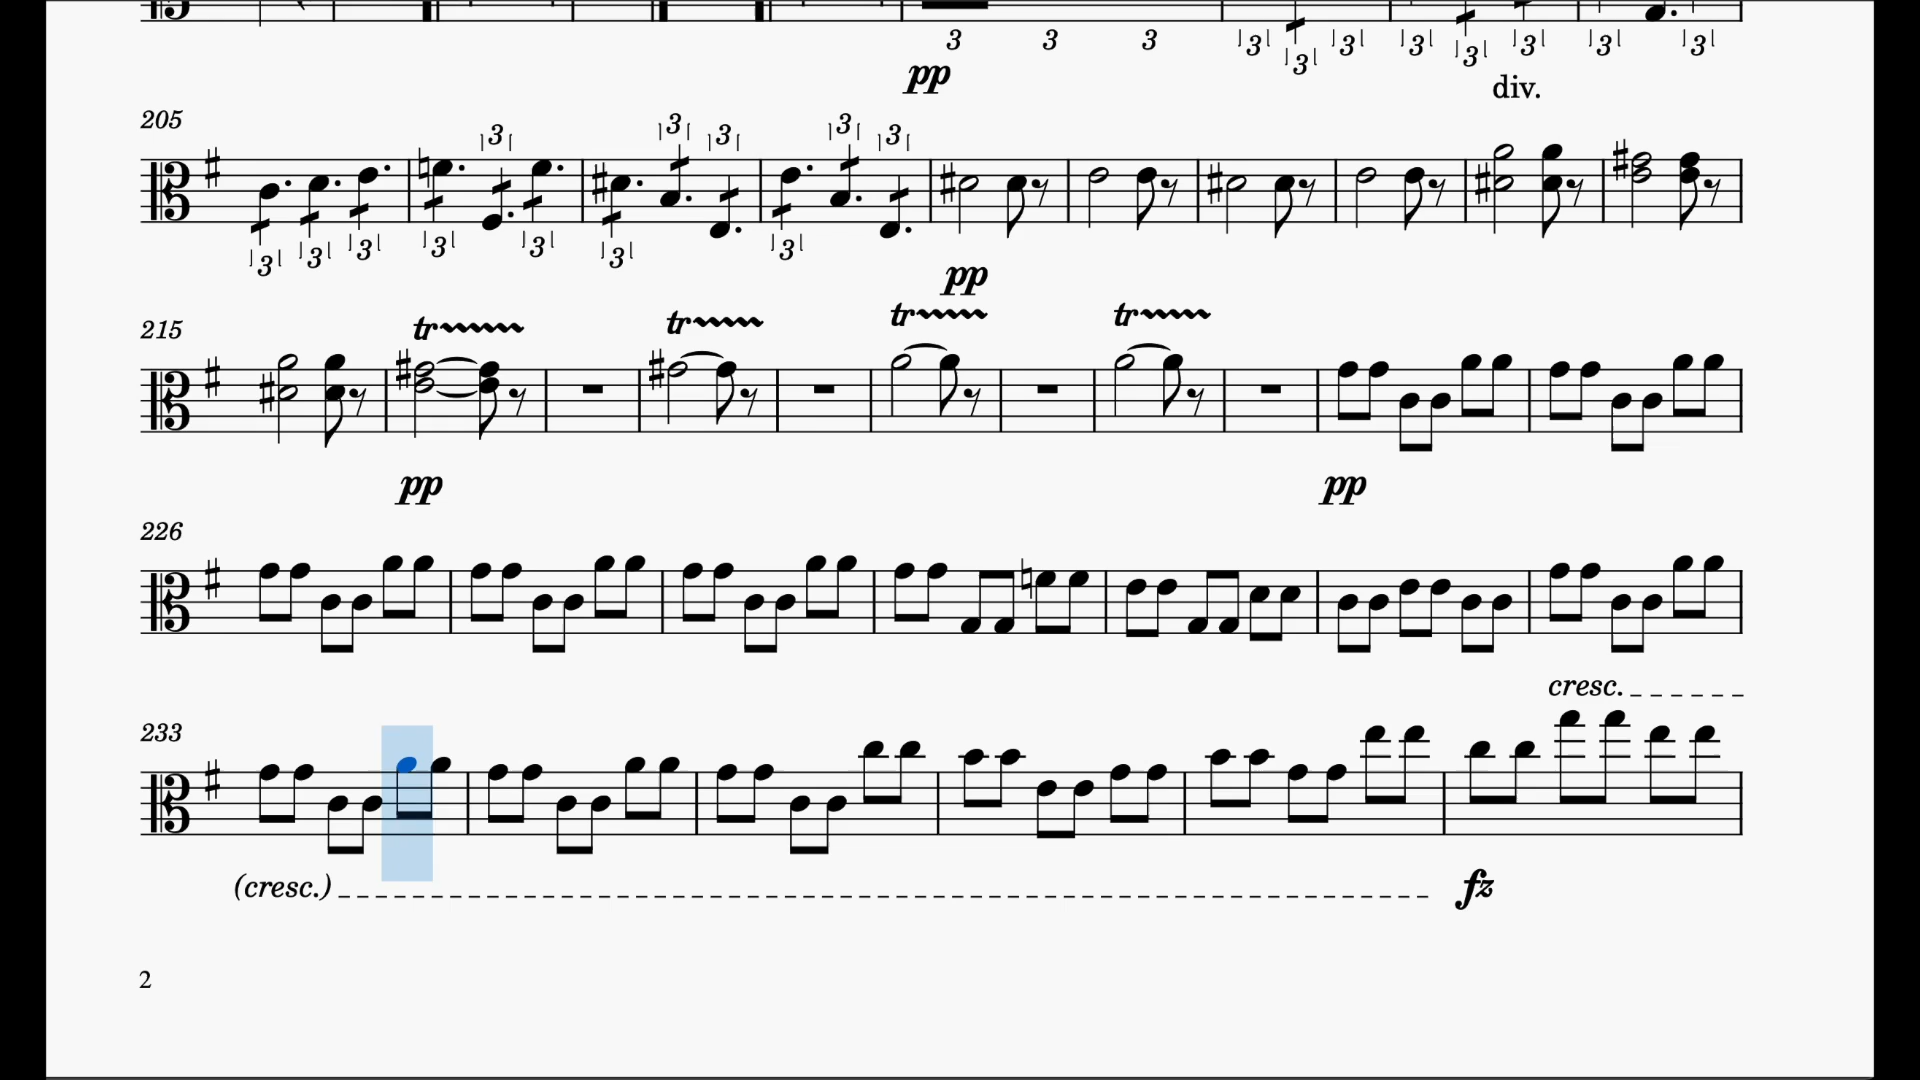 3 3 3 3 3 3 3 3 3 3 3
pp
div.
205
3 3 3 3 3
3 3 3 3 3 3 3
pp
215
tr tr tr tr
pp pp
226
cresc.
233
(cresc.) fz
2